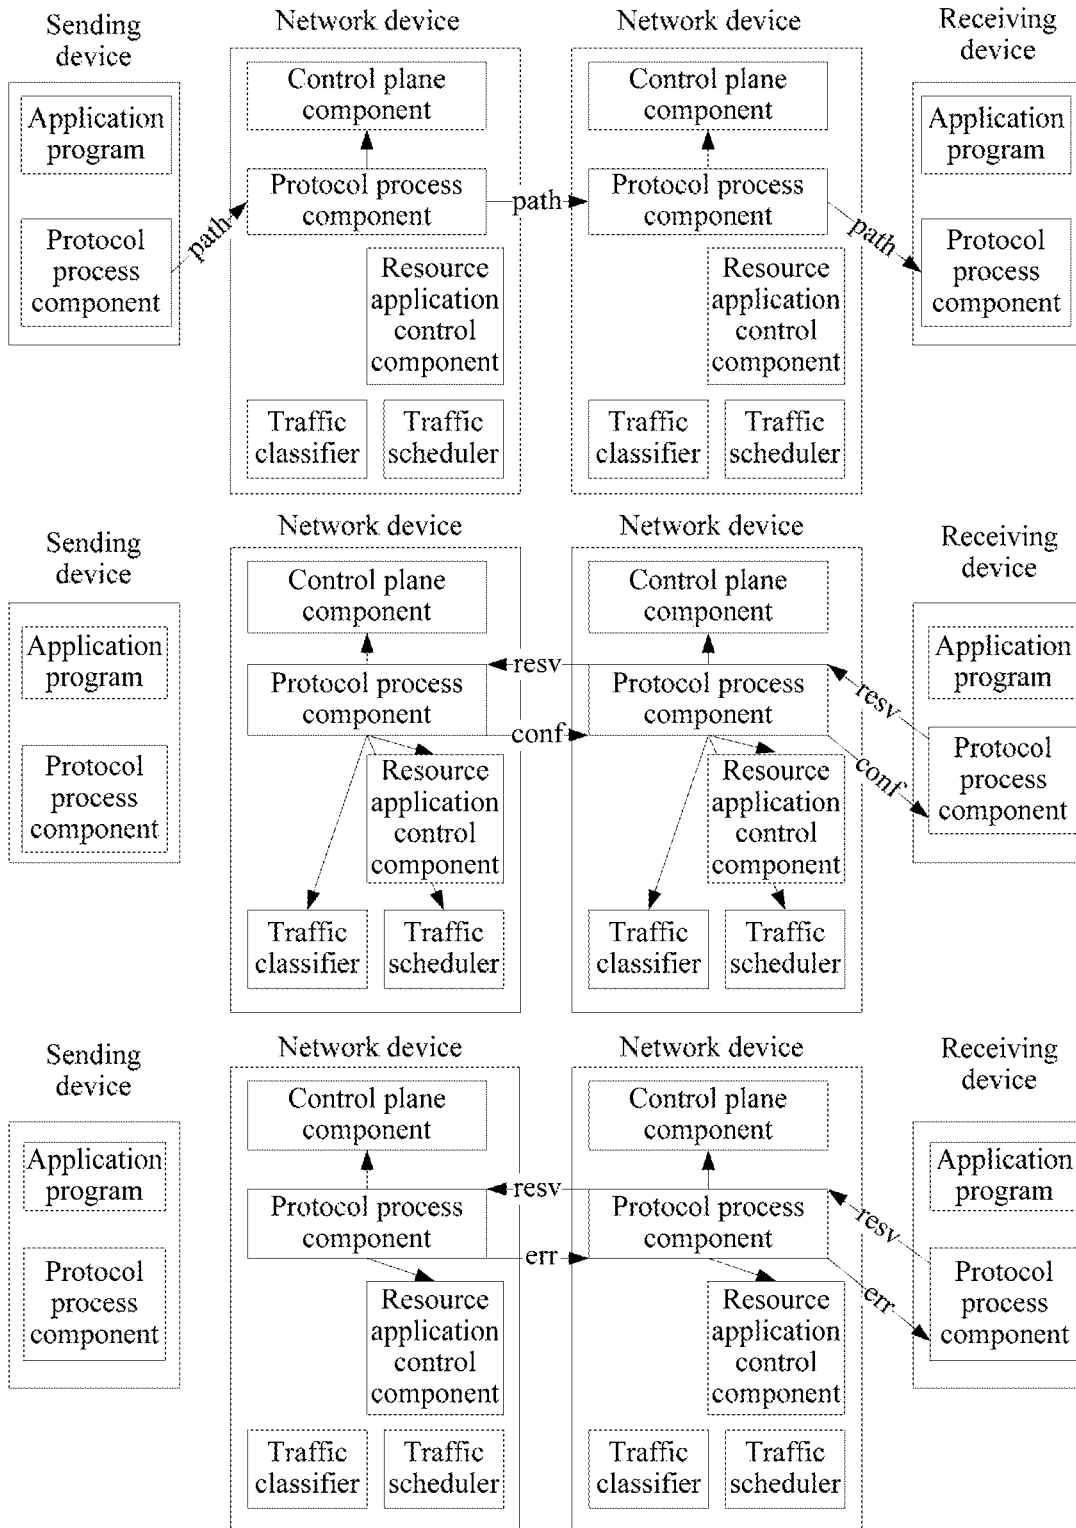 Sending
device
Network device
Network device
Receiving
device
Control plane
component
Control plane
component
Application
program
Application
program
Protocol process
component
Protocol process
component
path
path
path
Protocol
process
component
Protocol
process
component
Resource
application
control
component
Resource
application
control
component
Traffic
classifier
Traffic
scheduler
Traffic
classifier
Traffic
scheduler
Sending
device
Network device
Network device
Receiving
device
Control plane
component
Control plane
component
Application
program
Application
program
Protocol process
component
Protocol process
component
resv
conf
resv
conf
Protocol
process
component
Protocol
process
component
Resource
application
control
component
Resource
application
control
component
Traffic
classifier
Traffic
scheduler
Traffic
classifier
Traffic
scheduler
Sending
device
Network device
Network device
Receiving
device
Control plane
component
Control plane
component
Application
program
Application
program
Protocol process
component
Protocol process
component
resv
err
resv
err
Protocol
process
component
Protocol
process
component
Resource
application
control
component
Resource
application
control
component
Traffic
classifier
Traffic
scheduler
Traffic
classifier
Traffic
scheduler